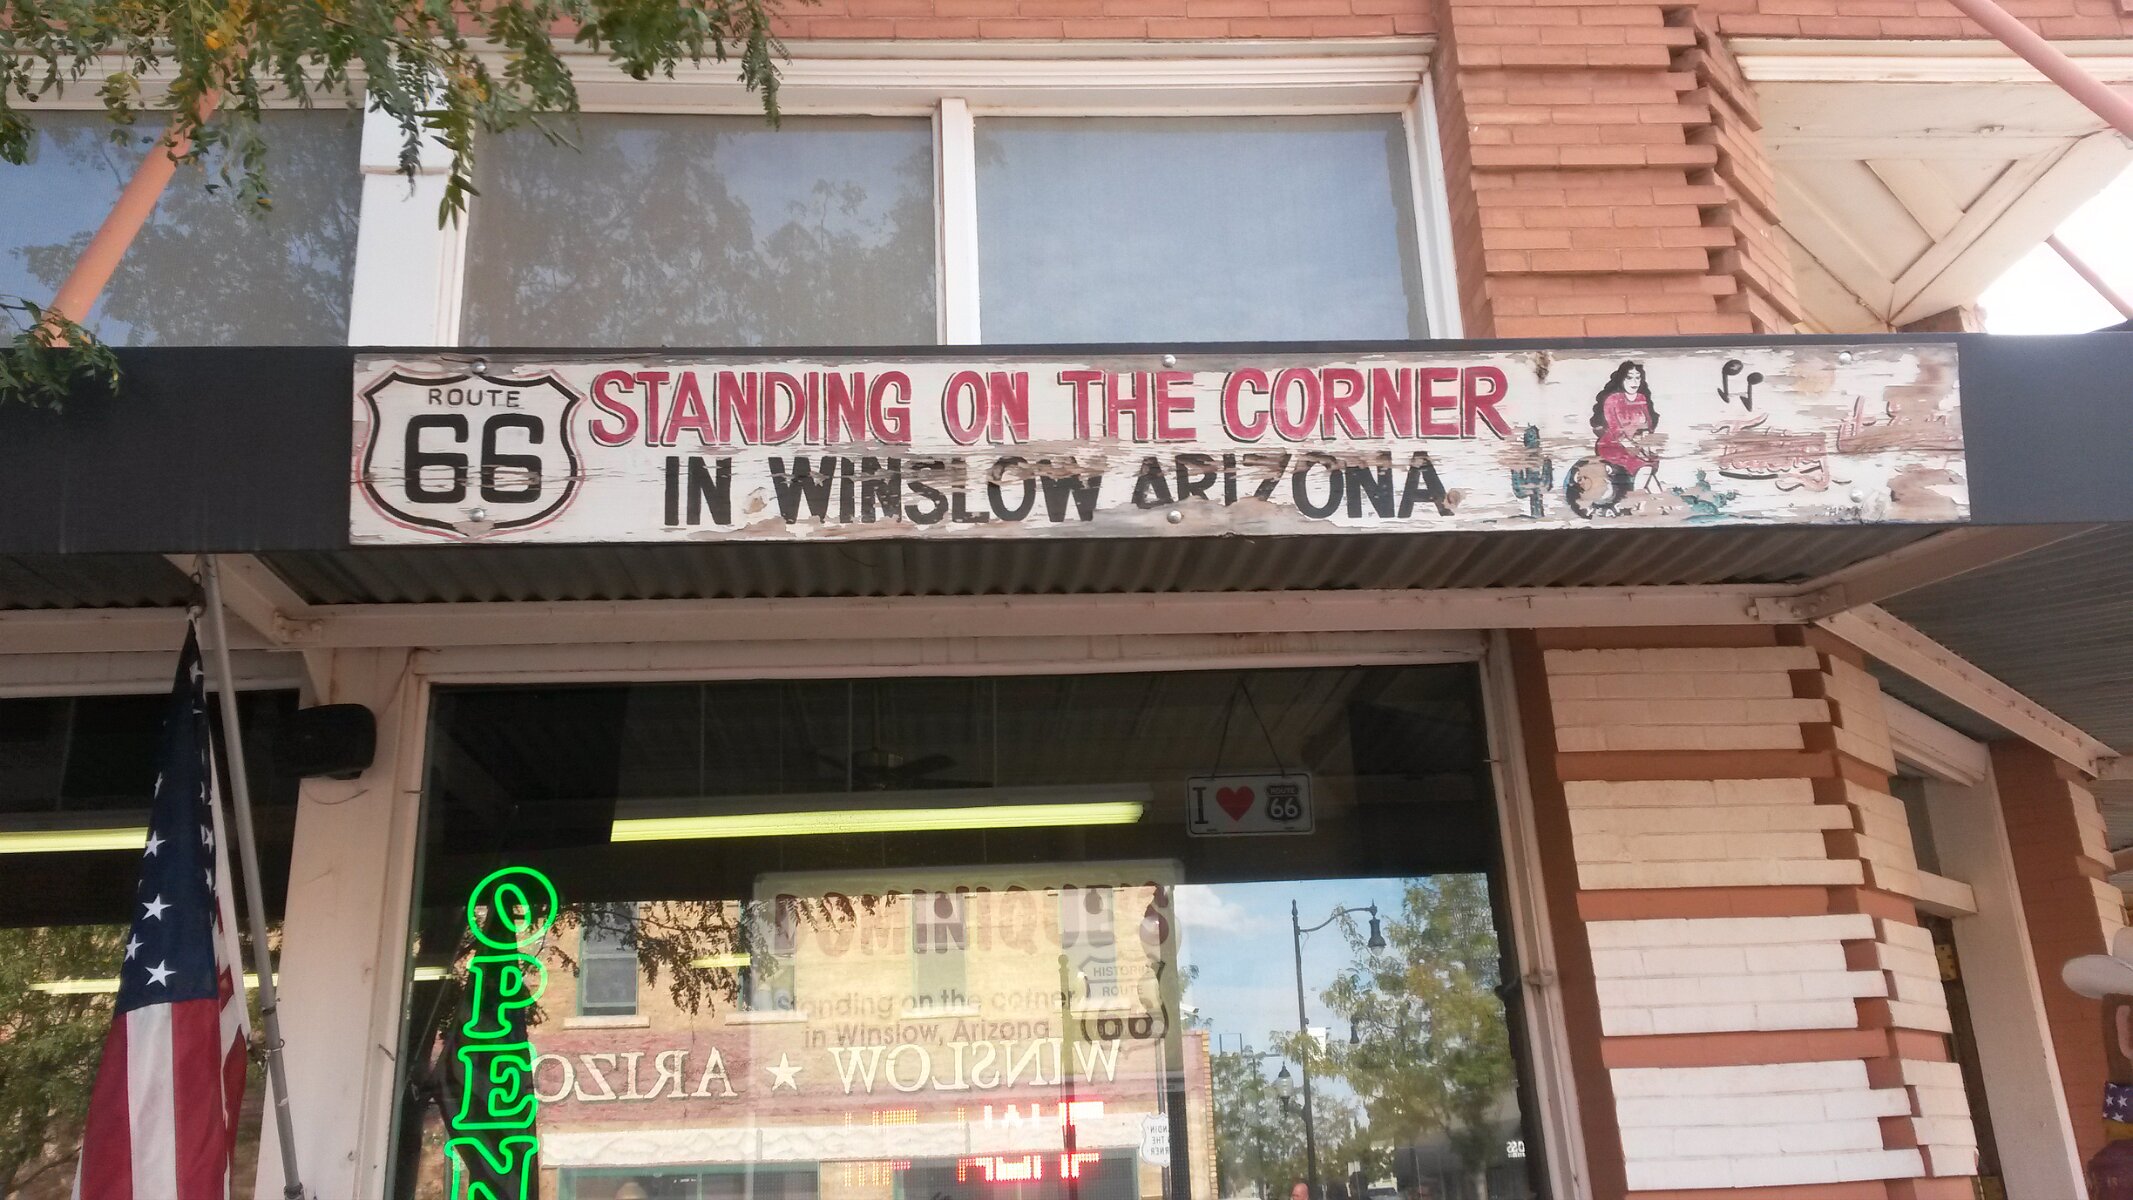 ROUTE
66
STANDING ON THE CORNER
IN WINSLOW ARIZONA
I ROUTE 66
OPEN
DOMINIQUE'S
HISTORIC
ROUTE
66
standing on the corner
in Winslow, Arizona
WINSLOW ★ ARIZO